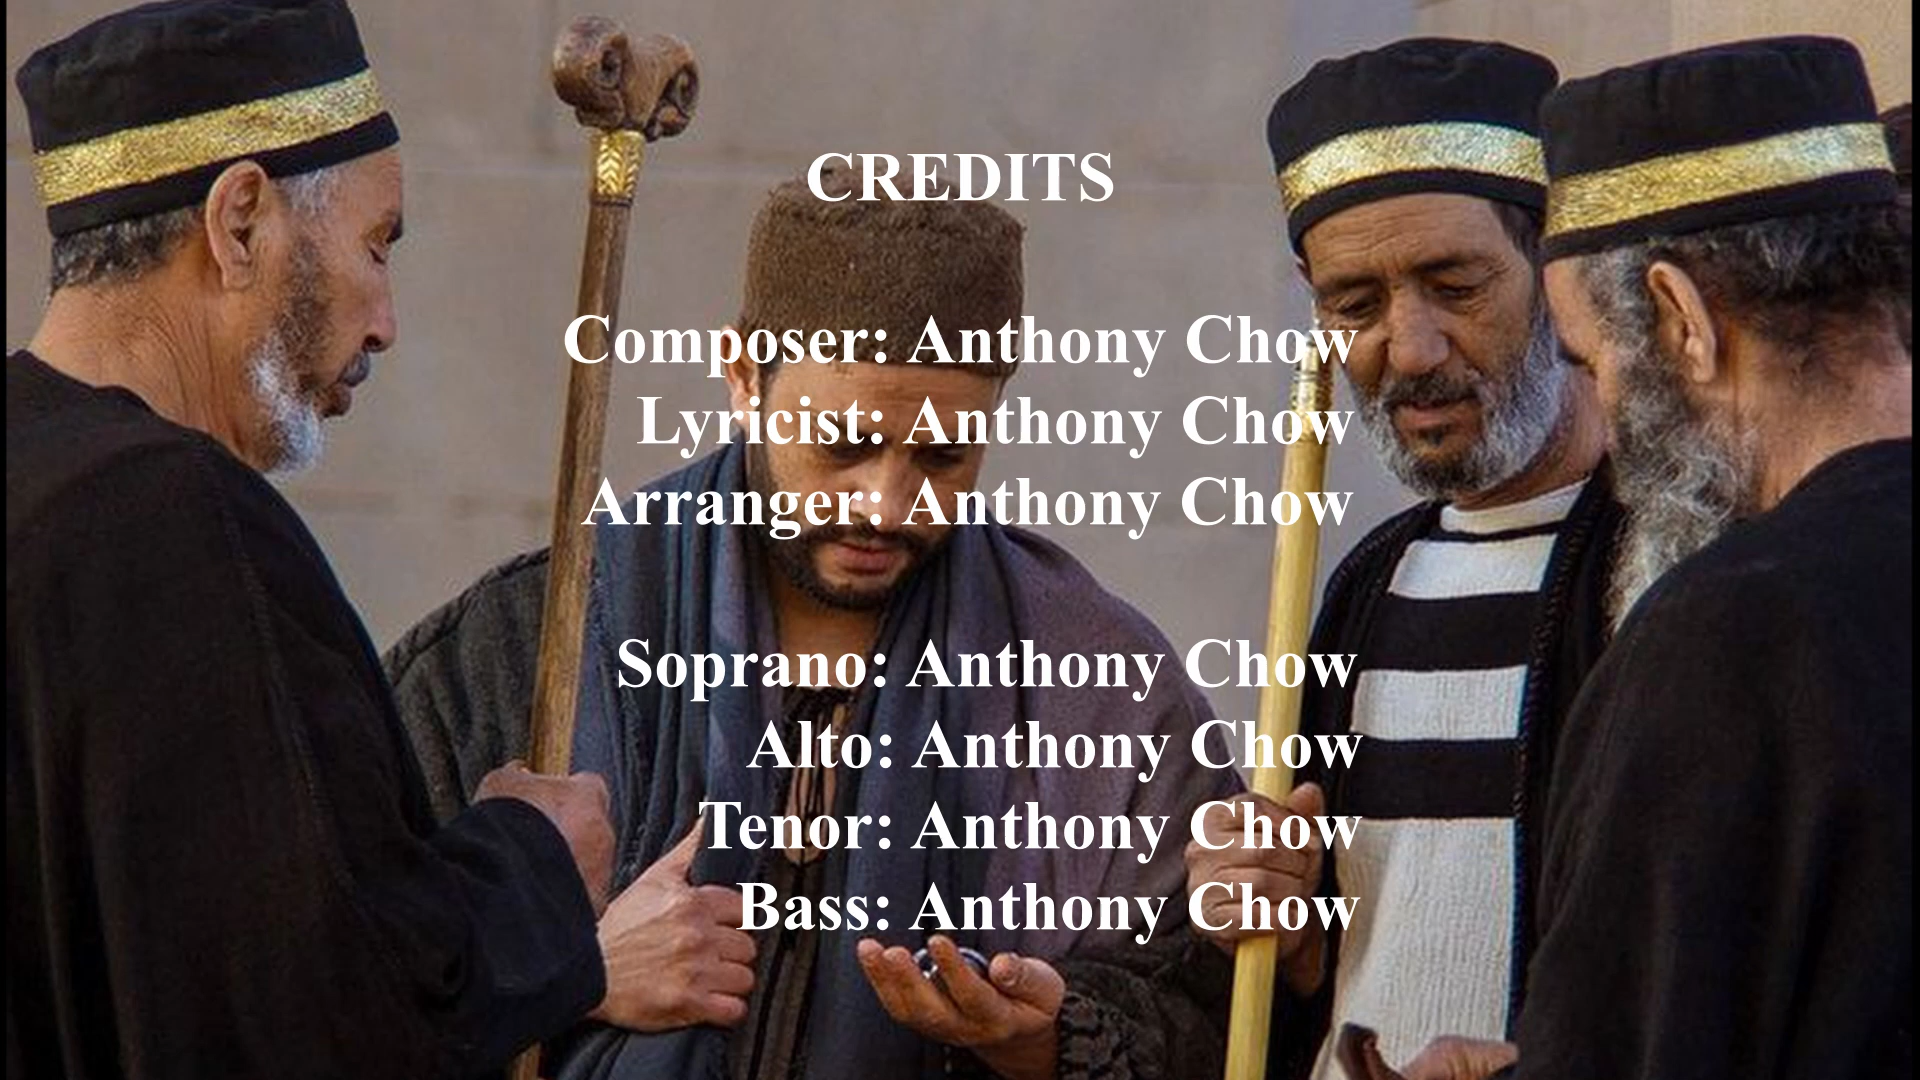 CREDITS
Composer: Anthony Chow
Lyricist: Anthony Chow
Arranger: Anthony Chow
Soprano: Anthony Chow
Alto: Anthony Chow
Tenor: Anthony Chow
Bass: Anthony Chow